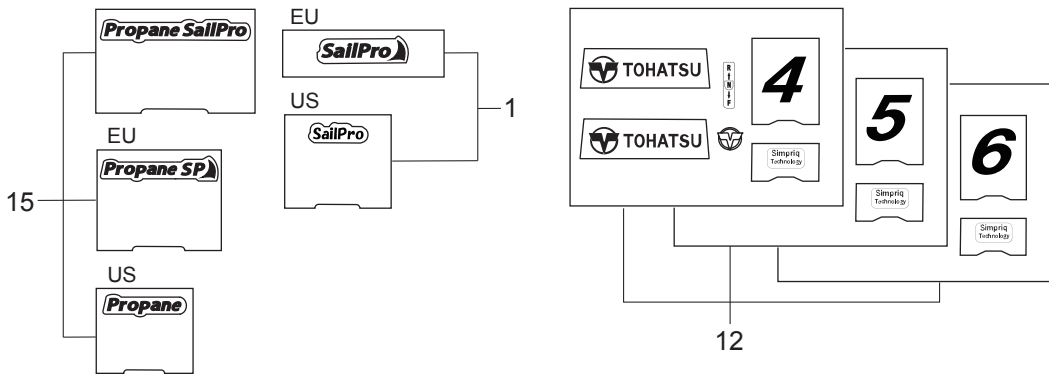 Propane SailPro
EU
Propane SP
US
Propane
15
EU
SailPro
US
SailPro
1
TOHATSU
R
N
F
4
TOHATSU
Simpriq
Technology
5
Simpriq
Technology
6
Simpriq
Technology
12